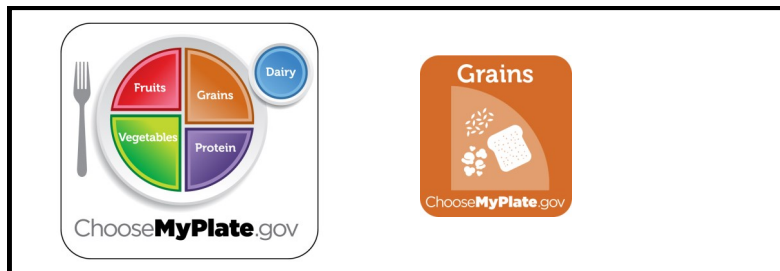 Fruits
Grains
Dairy
Vegetables
Protein
ChooseMyPlate.gov
Grains
ChooseMyPlate.gov